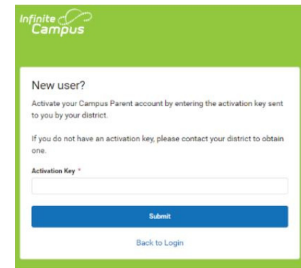 Infinite
Campus
New user?
Activate your Campus Parent account by entering the activation key sent
to you by your district.
If you do not have an activation key, please contact your district to obtain
one.
Activation Key *
Submit
Back to Login